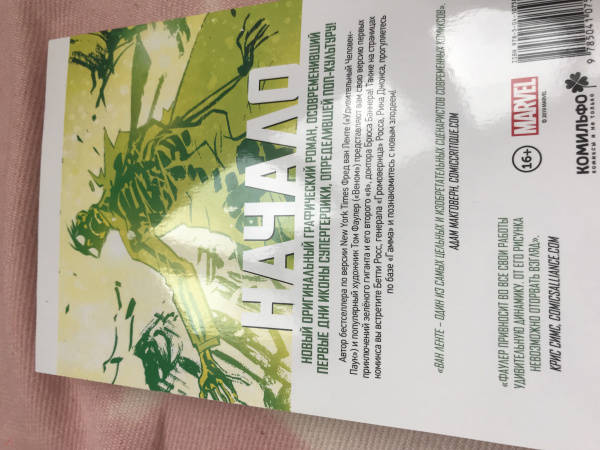 НАЧАЛО
НОВЫЙ ОРИГИНАЛЬНЫЙ ГРАФИЧЕСКИЙ РОМАН, ОСОВРЕМЕНИВШИЙ
ПЕРВЫЕ ДНИ ИКОНЫ СУПЕРГЕРОИКИ, ОПРЕДЕЛИВШЕЙ ПОП-КУЛЬТУРУ!
Автор бестселлера по версии New York Times Фред ван Ленте («Удивительный Человек-
Паук») и популярный художник Том Фаулер («Веном») представляют вам свою версию первых
приключений зелёного гиганта и его второго «я», доктора Брюса Баннера! Также на страницах
комикса вы встретите Бетти Росс, генерала «Громовержца» Росса, Рика Джонса, прогуляетесь
по базе «Гамма» и познакомитесь с новым злодеем!
«ВАН ЛЕНТЕ – ОДИН ИЗ САМЫХ ЦЕЛЬНЫХ И ИЗОБРЕТАТЕЛЬНЫХ СЦЕНАРИСТОВ СОВРЕМЕННЫХ КОМИКСОВ».
АДАМ МАКГОВЕРН, COMICCRITIQUE.COM
«ФАУЛЕР ПРИВНОСИТ ВО ВСЕ СВОИ РАБОТЫ
УДИВИТЕЛЬНУЮ ДИНАМИКУ. ОТ ЕГО РИСУНКА
НЕВОЗМОЖНО ОТОРВАТЬ ВЗГЛЯД».
КРИС СИМС, COMICSALLIANCE.COM
16+
MARVEL
© 2019 MARVEL
КОМИЛЬФО
КОМИКСЫ И НЕ ТОЛЬКО